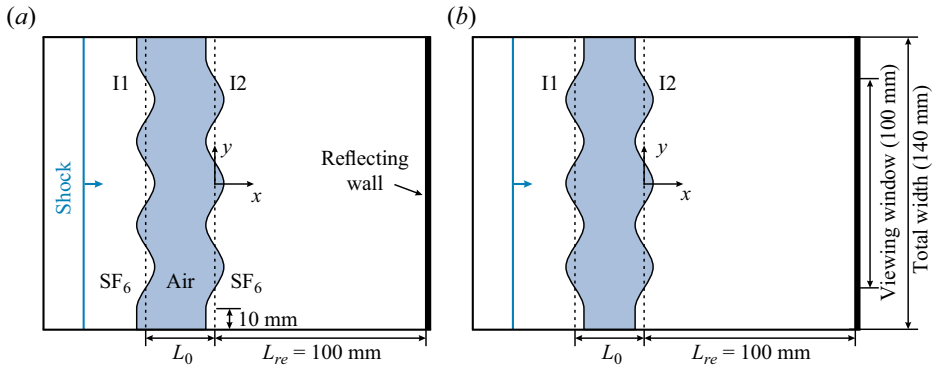 (a)
I1
I2
y
x
Shock
Reflecting
wall
SF6
Air
SF6
10 mm
L0
Lre = 100 mm
(b)
I1
I2
y
x
L0
Lre = 100 mm
Viewing window (100 mm)
Total width (140 mm)